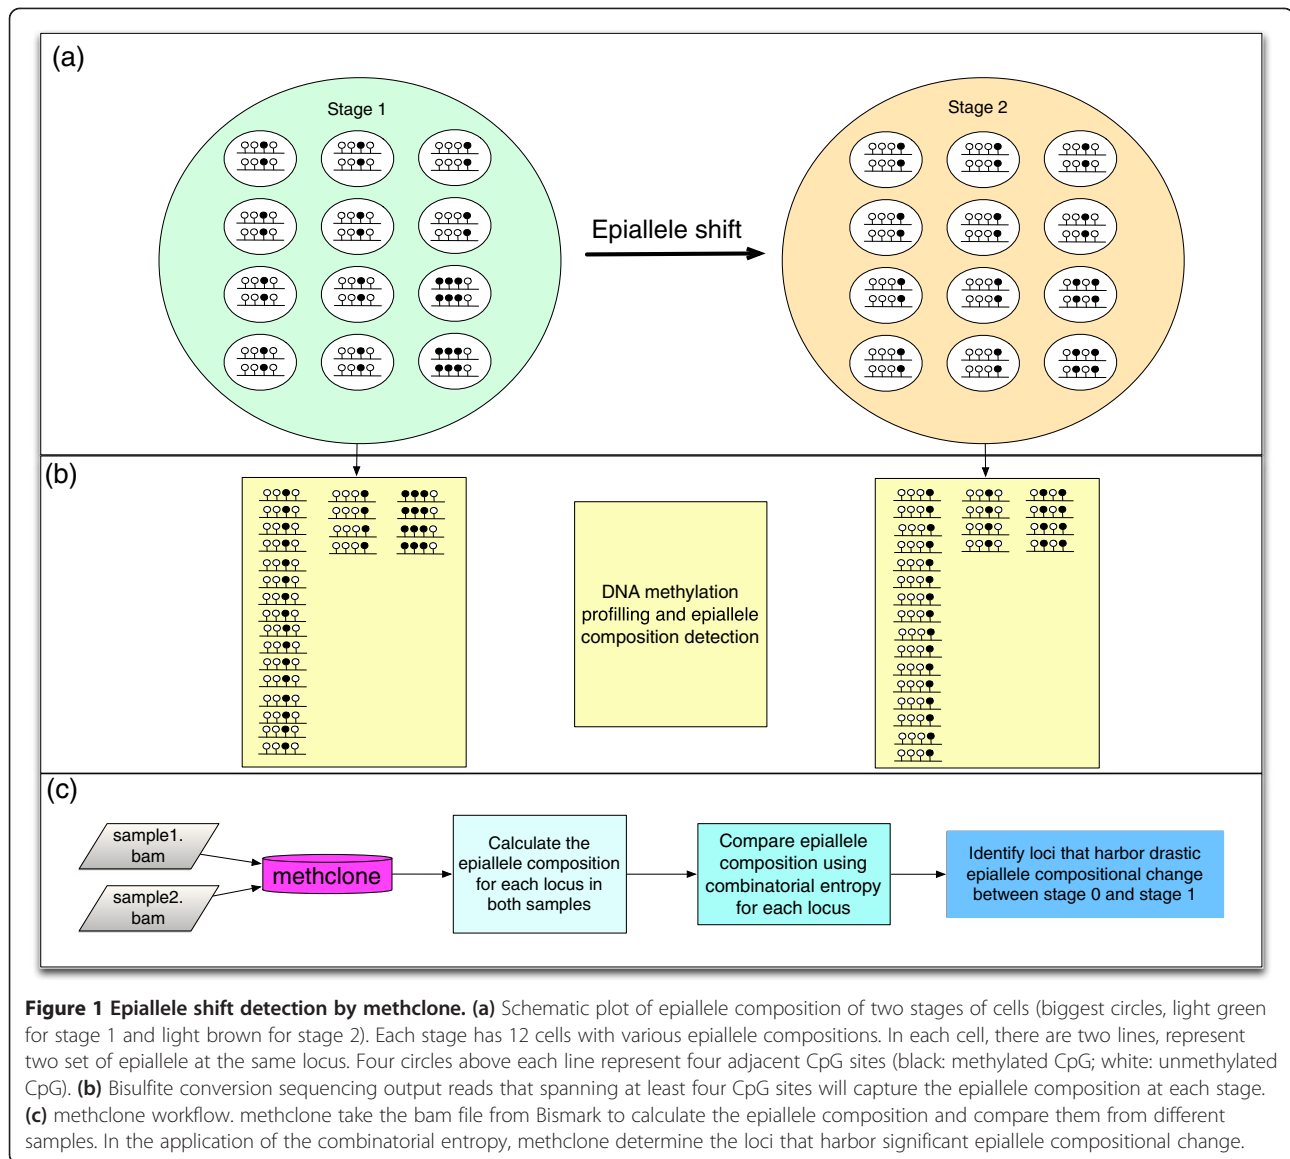 (a)
Stage 1
Stage 2
Epiallele shift
(b)
DNA methylation
profilling and epiallele
composition detection
(c)
sample1.
bam
sample2.
bam
methclone
Calculate the
epiallele composition
for each locus in
both samples
Compare epiallele
composition using
combinatorial entropy
for each locus
Identify loci that harbor drastic
epiallele compositional change
between stage 0 and stage 1
Figure 1 Epiallele shift detection by methclone. (a) Schematic plot of epiallele composition of two stages of cells (biggest circles, light green
for stage 1 and light brown for stage 2). Each stage has 12 cells with various epiallele compositions. In each cell, there are two lines, represent
two set of epiallele at the same locus. Four circles above each line represent four adjacent CpG sites (black: methylated CpG; white: unmethylated
CpG). (b) Bisulfite conversion sequencing output reads that spanning at least four CpG sites will capture the epiallele composition at each stage.
(c) methclone workflow. methclone take the bam file from Bismark to calculate the epiallele composition and compare them from different
samples. In the application of the combinatorial entropy, methclone determine the loci that harbor significant epiallele compositional change.